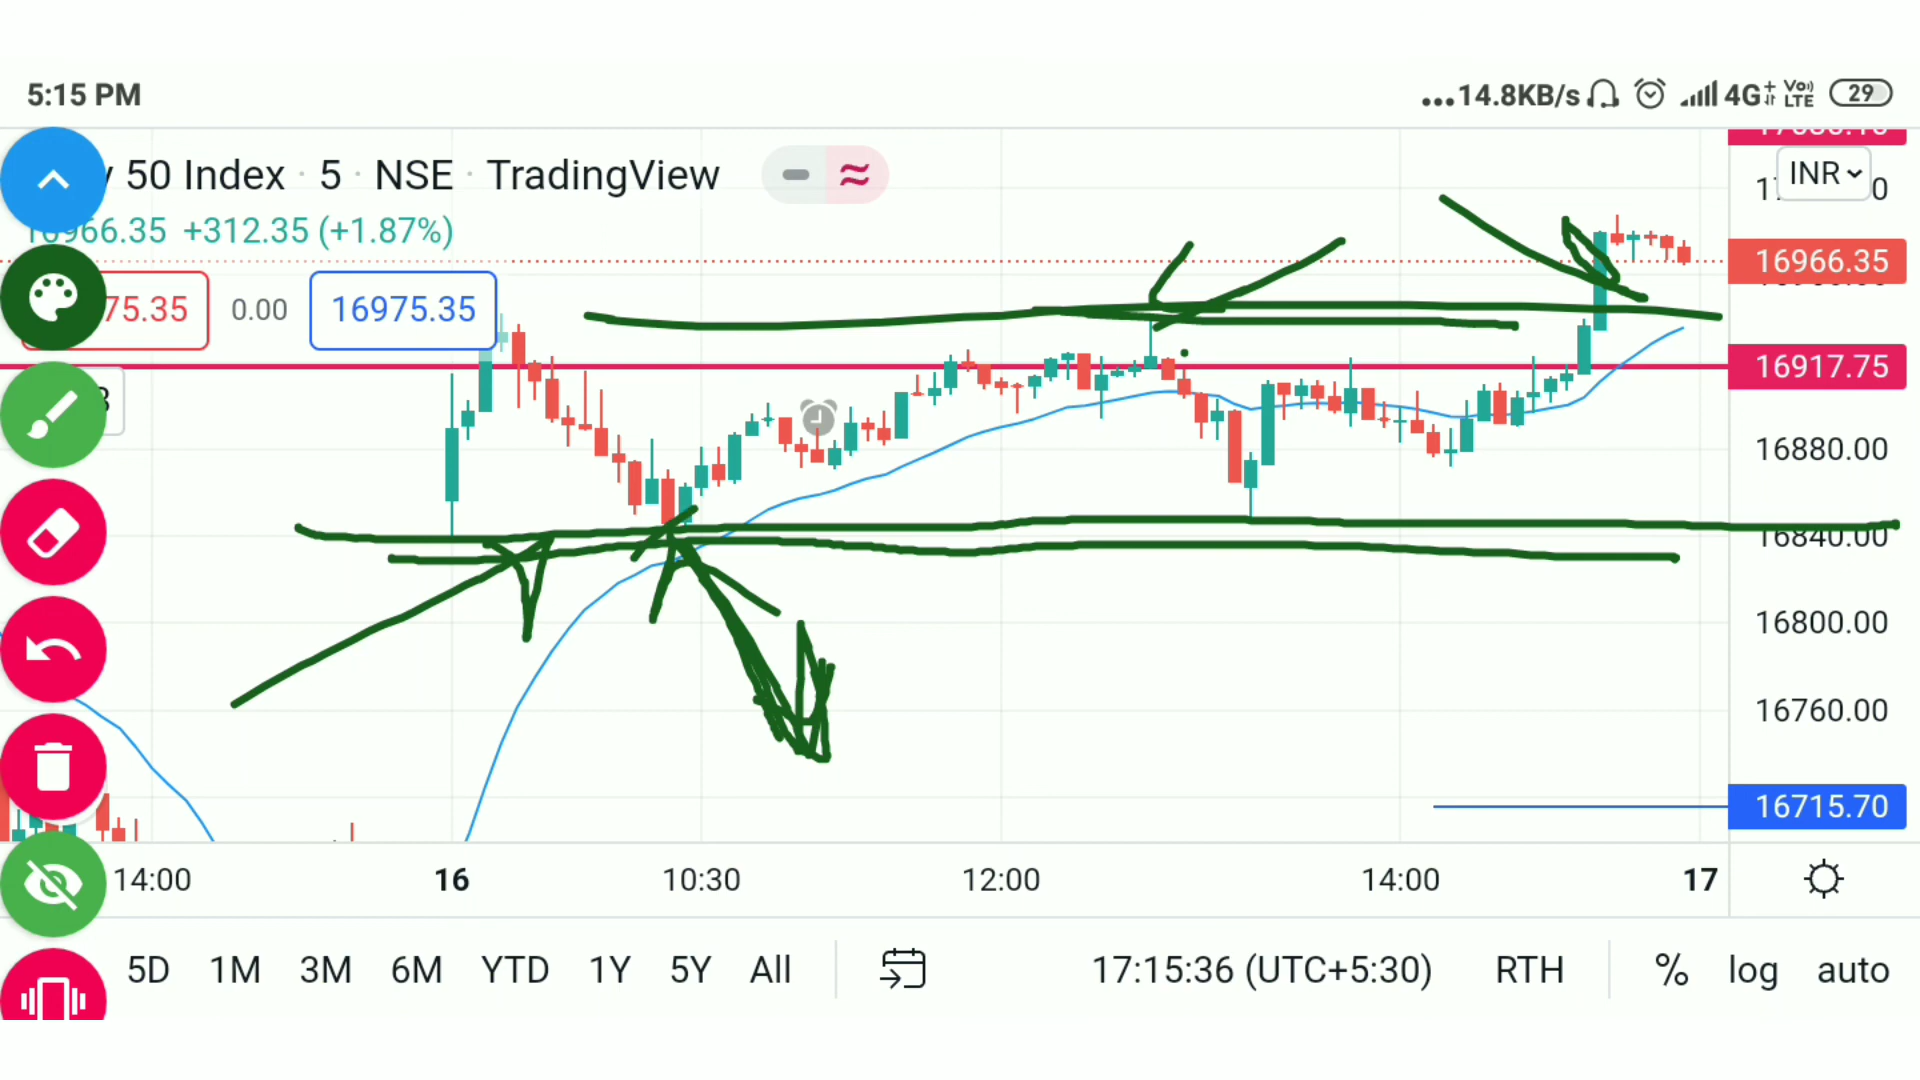 5:15 PM
...14.8KB/s 4G+ VoLTE 29
50 Index · 5 · NSE · TradingView
INR
16966.35 +312.35 (+1.87%)
16966.35
75.35
0.00
16975.35
16917.75
16880.00
16840.00
16800.00
16760.00
16715.70
14:00 16 10:30 12:00 14:00 17
5D 1M 3M 6M YTD 1Y 5Y All 17:15:36 (UTC+5:30) RTH % log auto